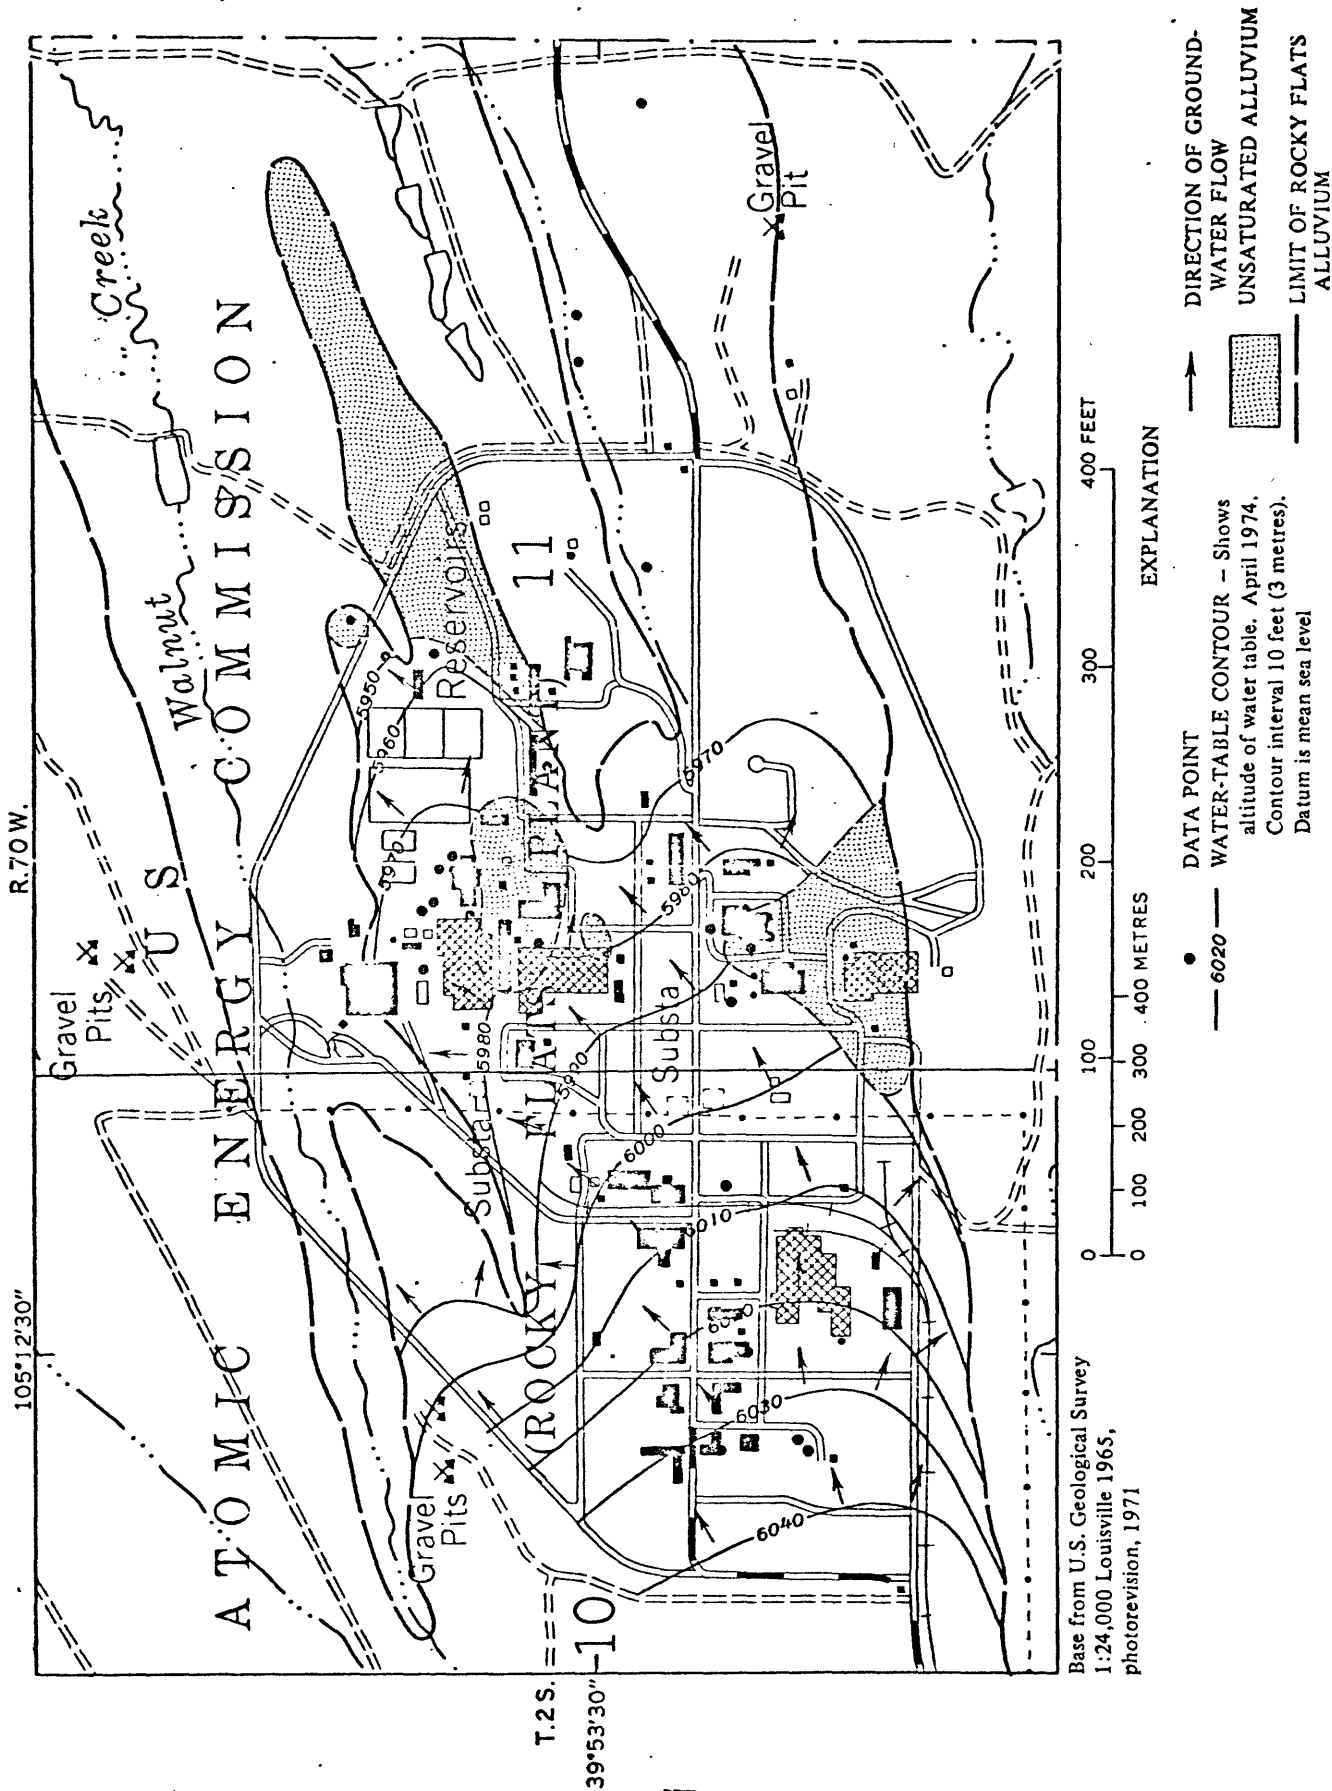 R.70 W.
105°12'30"
T.2 S.
39°53'30"
10
11
Gravel
Pits
Gravel
Pits
Gravel
Pit
Walnut
Creek
U S
ATOMIC ENERGY COMMISSION
(ROCKY FLATS PLANT)
Reservoirs
Substa
Substa
5950
5960
5970
5980
5990
6000
6010
6030
6040
5980
5970
0 100 200 300 400 FEET
0 100 200 300 400 METRES
Base from U.S. Geological Survey
1:24,000 Louisville 1965,
photorevision, 1971
EXPLANATION
DATA POINT
6020
WATER-TABLE CONTOUR – Shows
altitude of water table. April 1974.
Contour interval 10 feet (3 metres).
Datum is mean sea level
DIRECTION OF GROUND-
WATER FLOW
UNSATURATED ALLUVIUM
LIMIT OF ROCKY FLATS
ALLUVIUM